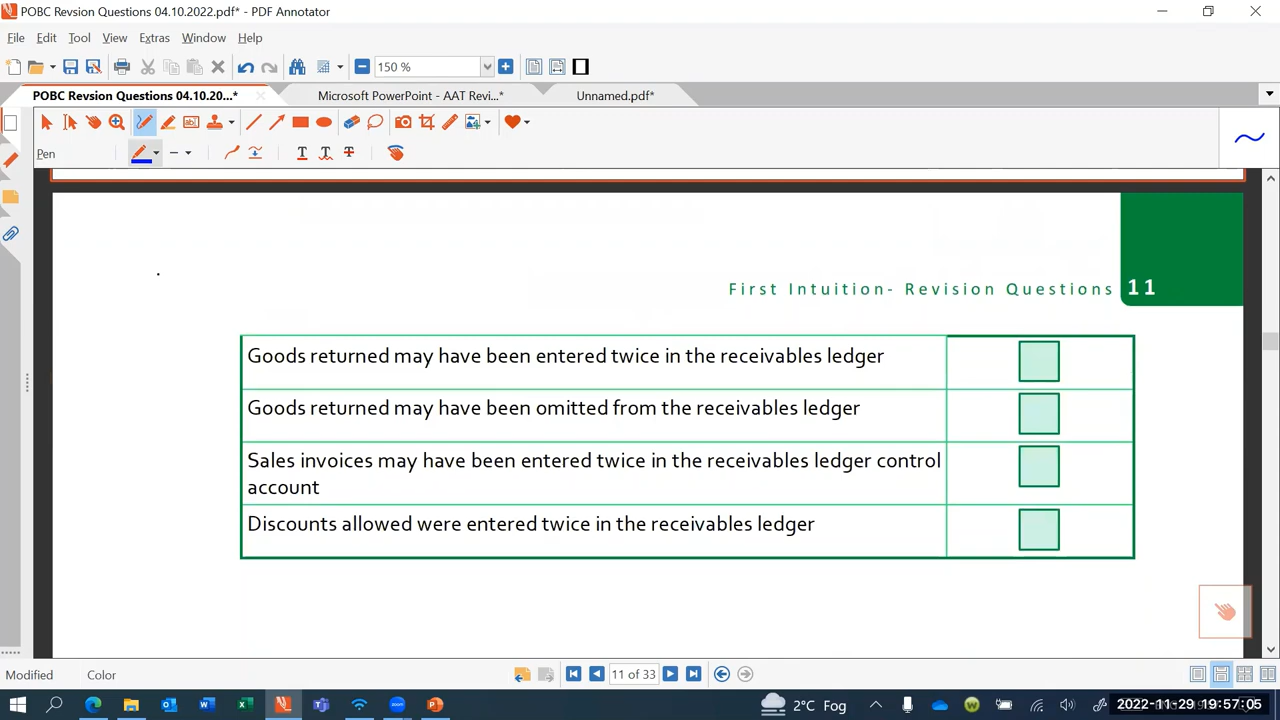 POBC Revision Questions 04.10.2022.pdf* - PDF Annotator
File Edit Tool View Extras Window Help
150 %
POBC Revsion Questions 04.10.20...*
Microsoft PowerPoint - AAT Revi...*
Unnamed.pdf*
Pen
First Intuition- Revision Questions 11
Goods returned may have been entered twice in the receivables ledger
Goods returned may have been omitted from the receivables ledger
Sales invoices may have been entered twice in the receivables ledger control
account
Discounts allowed were entered twice in the receivables ledger
Modified Color
11 of 33
2°C Fog
2022-11-29 19:57:05